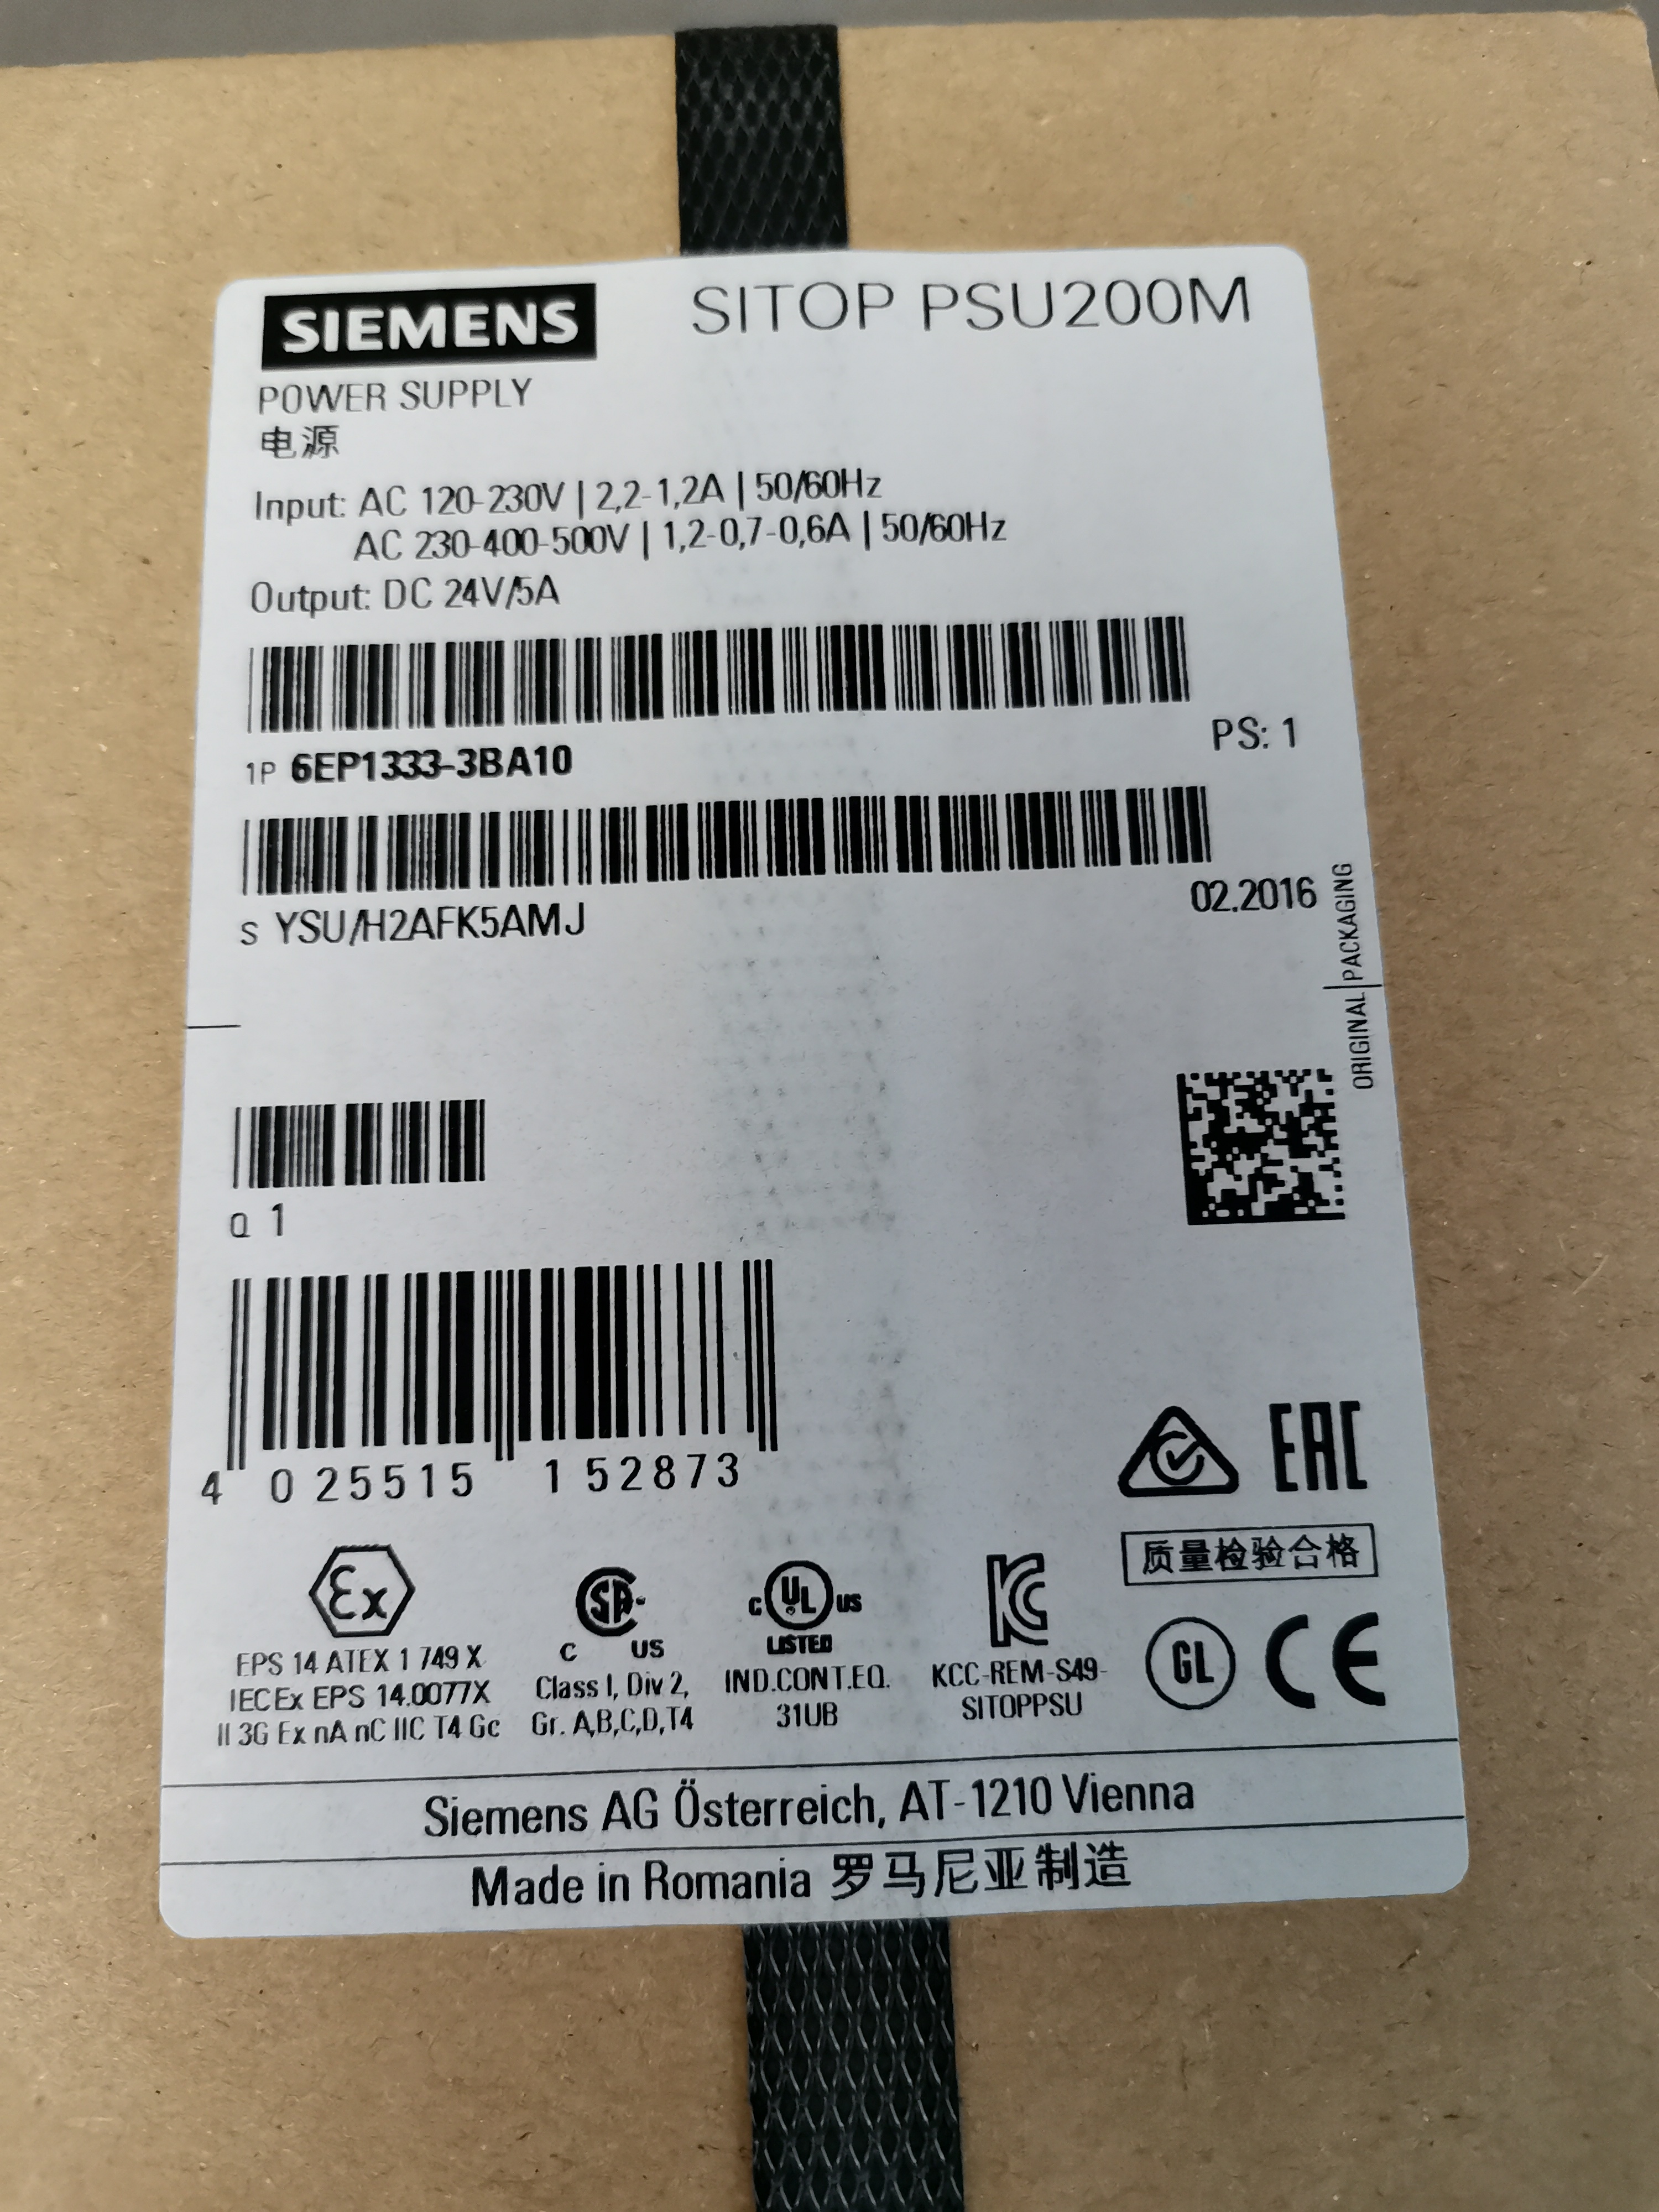 SIEMENS
SITOP PSU200M
POWER SUPPLY
电源
Input: AC 120-230V | 2,2-1,2A | 50/60Hz
AC 230-400-500V | 1,2-0,7-0,6A | 50/60Hz
Output: DC 24V/5A
1P 6EP1333-3BA10
PS: 1
S YSU/H2AFK5AMJ
02.2016
ORIGINAL PACKAGING
Q 1
4 025515 152873
EAC
质量检验合格
Ex
EPS 14 ATEX 1 749 X
IECEx EPS 14.0077X
II 3G Ex nA nC IIC T4 Gc
SA
C US
Class I, Div 2,
Gr. A,B,C,D,T4
c UL US
LISTED
IND.CONT.EQ.
31UB
KC
KCC-REM-S49-
SITOPPSU
GL CE
Siemens AG Österreich, AT-1210 Vienna
Made in Romania 罗马尼亚制造